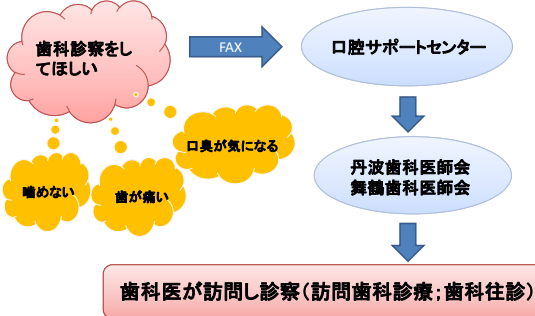 歯科診察をし
てほしい
FAX
口腔サポートセンター
口臭が気になる
噛めない
歯が痛い
丹波歯科医師会
舞鶴歯科医師会
歯科医が訪問し診察(訪問歯科診療;歯科往診)